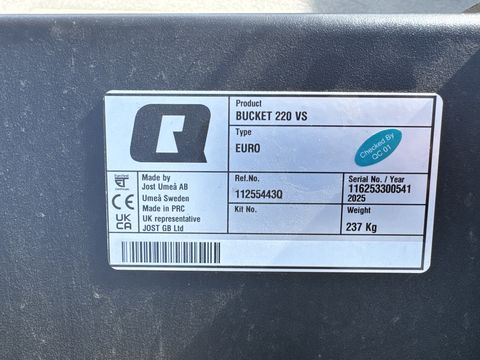 Q
Product
BUCKET 220 VS
Type
EURO
Checked By
QC 01
Made by
Jost Umeå AB
Umeå Sweden
Made in PRC
UK representative
JOST GB Ltd
CE
UK
CA
Ref.No.
11255443Q
Serial No. / Year
116253300541
2025
Kit No.
Weight
237 Kg